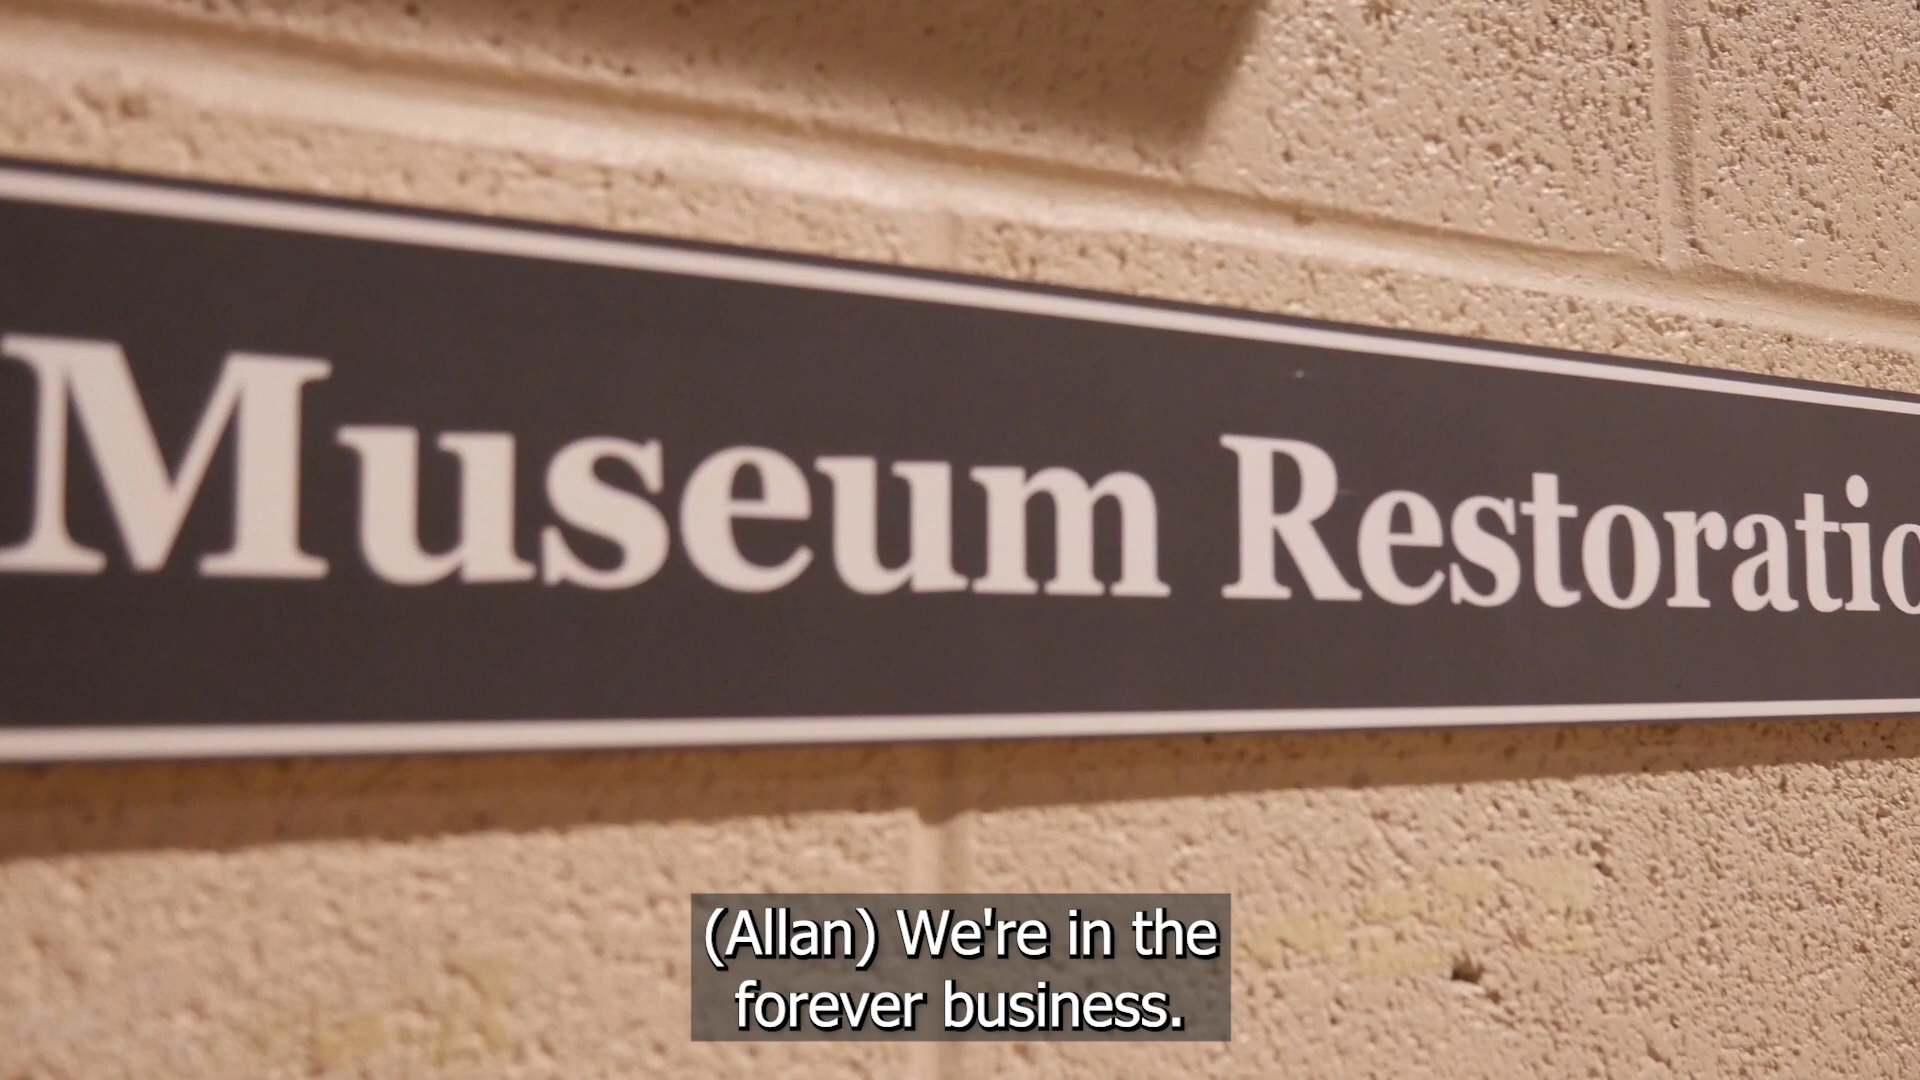 Museum Restoratio
(Allan) We're in the
forever business.